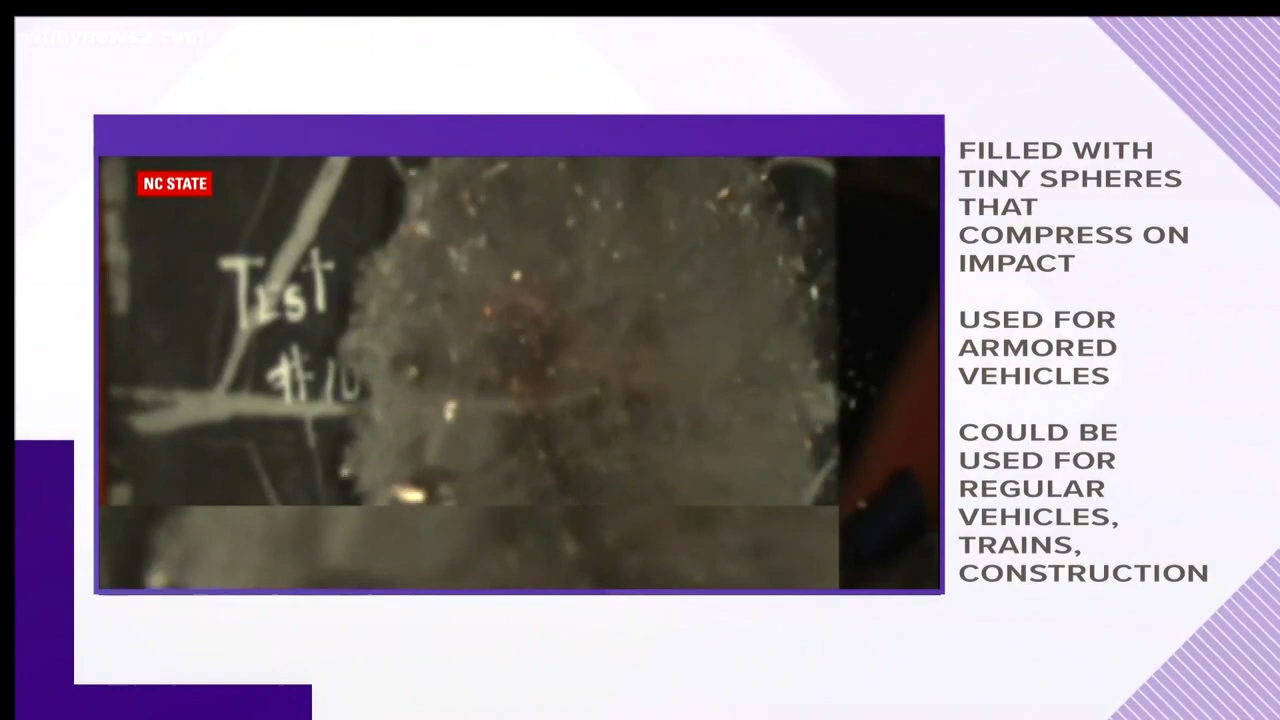 NC STATE
Test
FILLED WITH
TINY SPHERES
THAT
COMPRESS ON
IMPACT
USED FOR
ARMORED
VEHICLES
COULD BE
USED FOR
REGULAR
VEHICLES,
TRAINS,
CONSTRUCTION